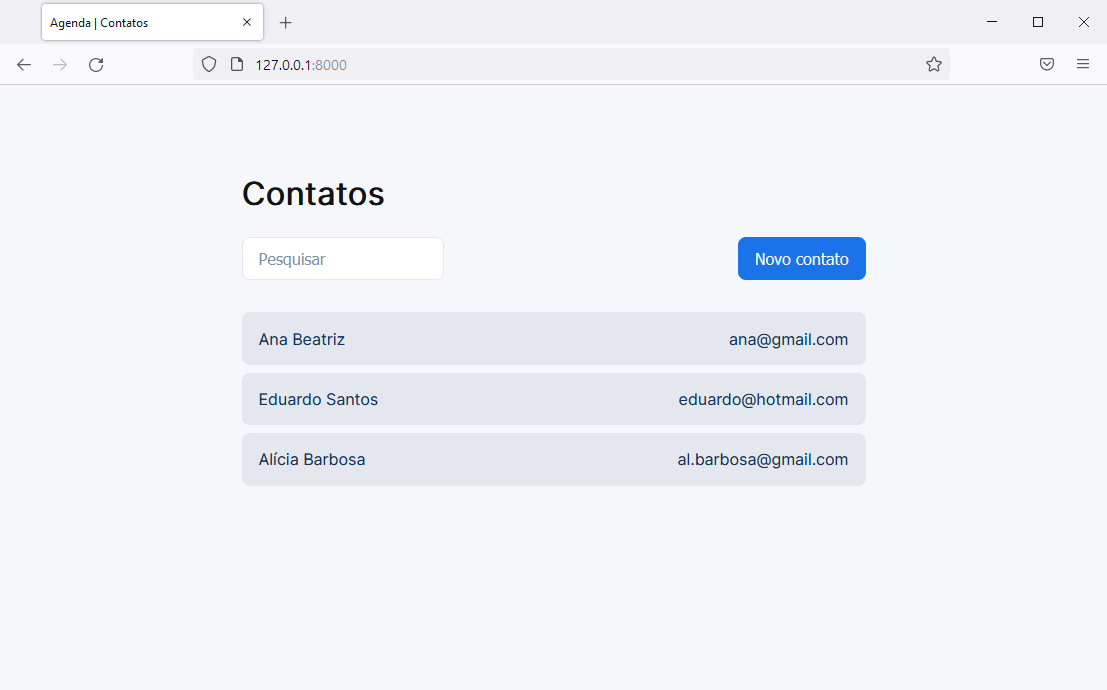 Agenda | Contatos
127.0.0.1:8000
Contatos
Pesquisar
Novo contato
Ana Beatriz ana@gmail.com
Eduardo Santos eduardo@hotmail.com
Alícia Barbosa al.barbosa@gmail.com